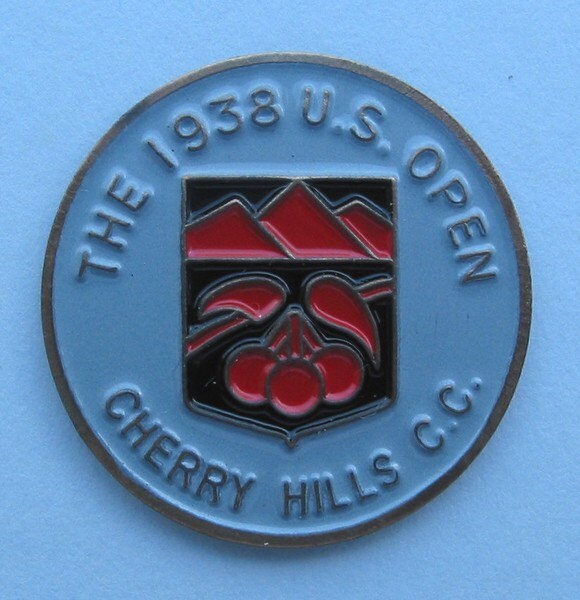 THE 1938 U.S. OPEN
CHERRY HILLS C.C.